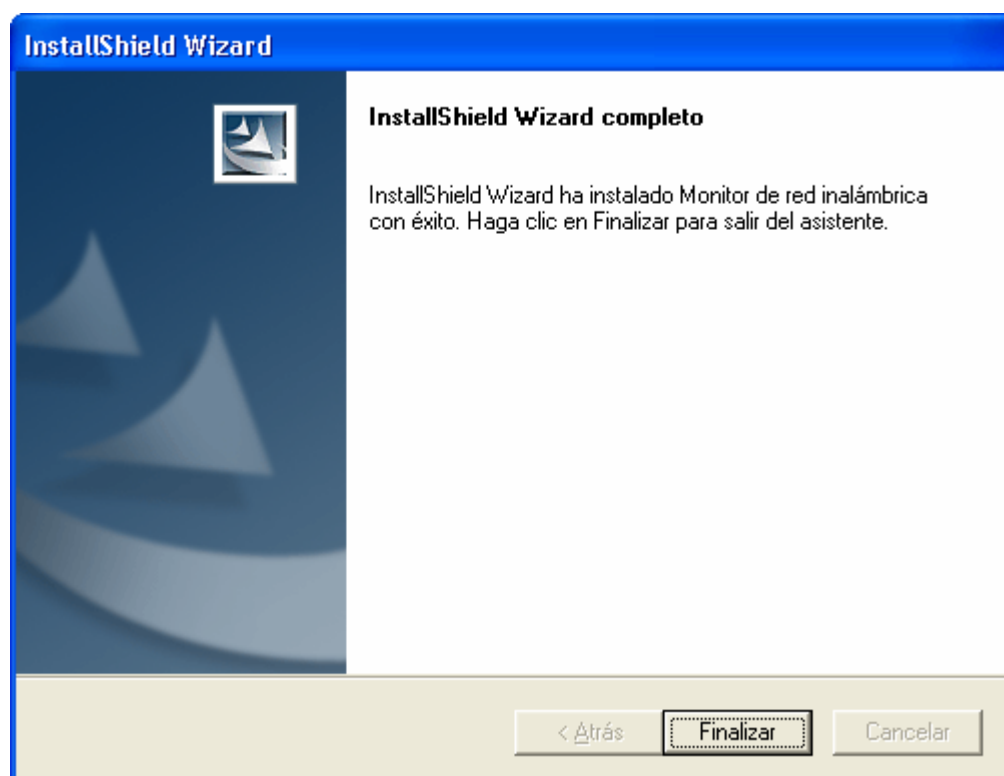 InstallShield Wizard
InstallShield Wizard completo
InstallShield Wizard ha instalado Monitor de red inalámbrica
con éxito. Haga clic en Finalizar para salir del asistente.
< Atrás Finalizar Cancelar